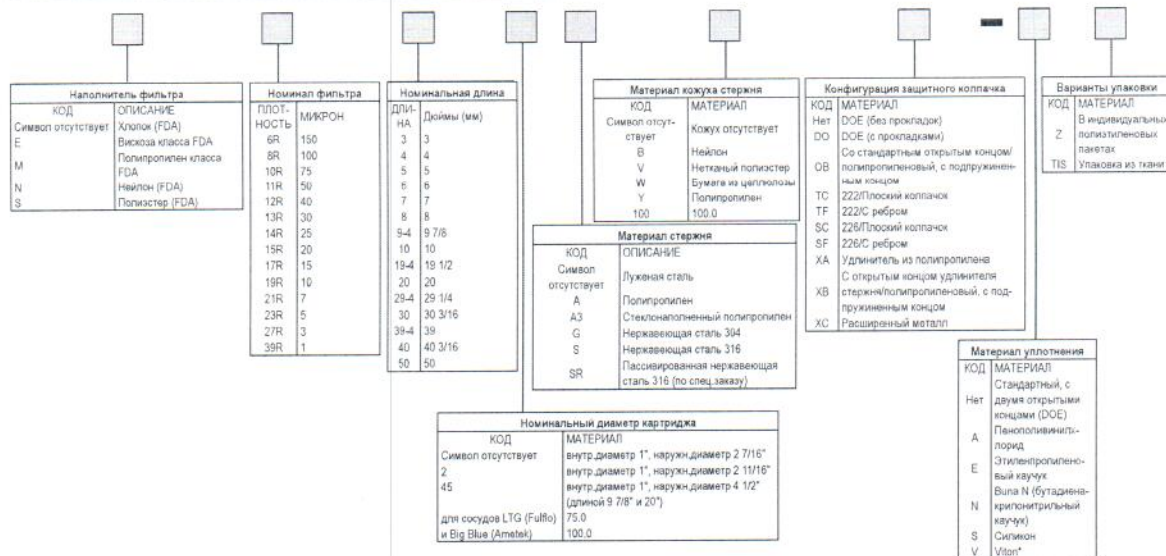 Наполнитель фильтра
КОД ОПИСАНИЕ
Символ отсутствует Хлопок (FDA)
E Вискоза класса FDA
M Полипропилен класса
FDA
N Нейлон (FDA)
S Полиэстер (FDA)
Номинал фильтра
ПЛОТ-
НОСТЬ МИКРОН
6R 150
8R 100
10R 75
11R 50
12R 40
13R 30
14R 25
15R 20
17R 15
19R 10
21R 7
23R 5
27R 3
39R 1
Номинальная длина
ДЛИ-
НА Дюймы (мм)
3 3
4 4
5 5
6 6
7 7
8 8
9-4 9 7/8
10 10
19-4 19 1/2
20 20
29-4 29 1/4
30 30 3/16
39-4 39
40 40 3/16
50 50
Номинальный диаметр картриджа
КОД МАТЕРИАЛ
Символ отсутствует внутр.диаметр 1", наружн.диаметр 2 7/16"
2 внутр.диаметр 1", наружн.диаметр 2 11/16"
45 внутр.диаметр 1", наружн.диаметр 4 1/2"
(длиной 9 7/8" и 20")
для сосудов LTG (Fulflo) 75.0
и Big Blue (Ametek) 100.0
Материал стержня
КОД ОПИСАНИЕ
Символ
отсутствует Луженая сталь
A Полипропилен
A3 Стеклонаполненный полипропилен
G Нержавеющая сталь 304
S Нержавеющая сталь 316
SR Пассивированная нержавеющая
сталь 316 (по спец.заказу)
Материал кожуха стержня
КОД МАТЕРИАЛ
Символ отсут-
ствует Кожух отсутствует
B Нейлон
V Нетканый полиэстер
W Бумага из целлюлозы
Y Полипропилен
100 100.0
Конфигурация защитного колпачка
КОД МАТЕРИАЛ
Нет DOE (без прокладок)
DO DOE (с прокладками)
Со стандартным открытым концом/
OB полипропиленовый, с подпружинен-
ным концом
TC 222/Плоский колпачок
TF 222/С ребром
SC 226/Плоский колпачок
SF 226/С ребром
XA Удлинитель из полипропилена
С открытым концом удлинителя
XB стержня/полипропиленовый, с под-
пружиненным концом
XC Расширенный металл
Материал уплотнения
КОД МАТЕРИАЛ
Стандартный, с
Нет двумя открытыми
концами (DOE)
A Пенополивинилх-
лорид
E Этиленпропилено-
вый каучук
Buna N (бутадиена-
N крилонитрильный
каучук)
S Силикон
V Viton*
Варианты упаковки
КОД МАТЕРИАЛ
В индивидуальных
Z полиэтиленовых
пакетах
TIS Упаковка из ткани